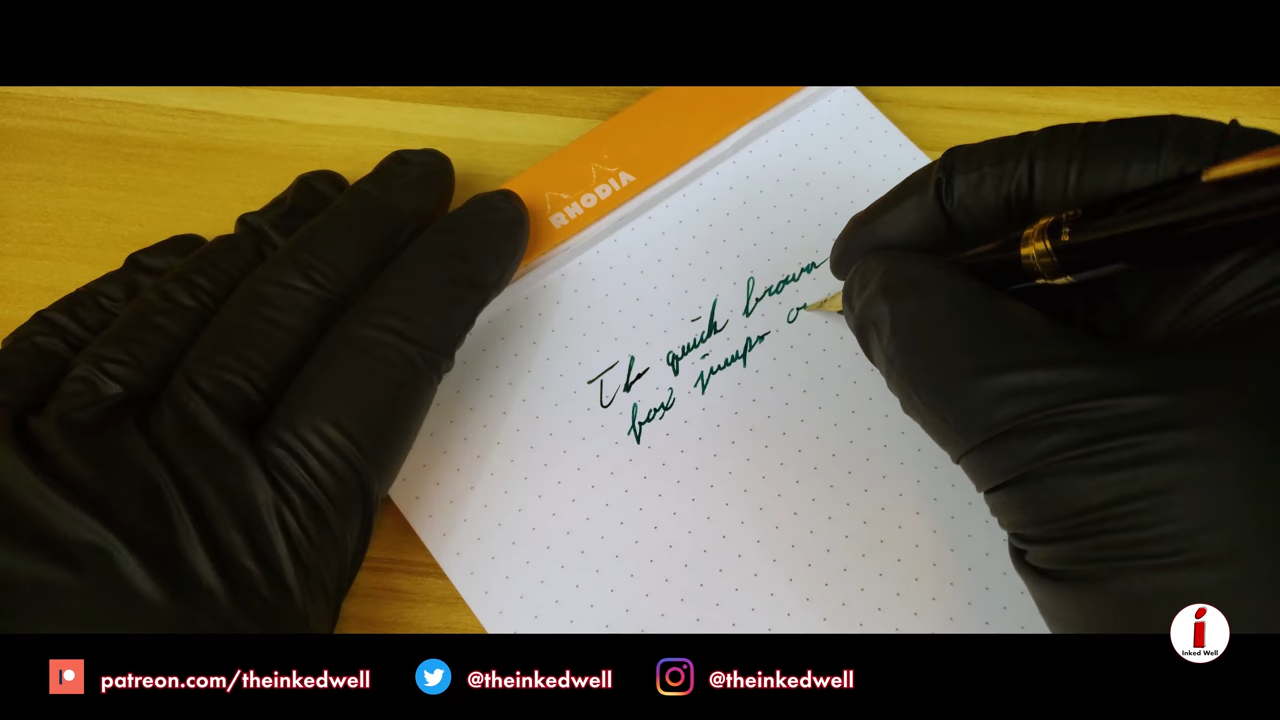 RHODIA
The quick brown
fox jumps o
patreon.com/theinkedwell
@theinkedwell
@theinkedwell
i
Inked Well